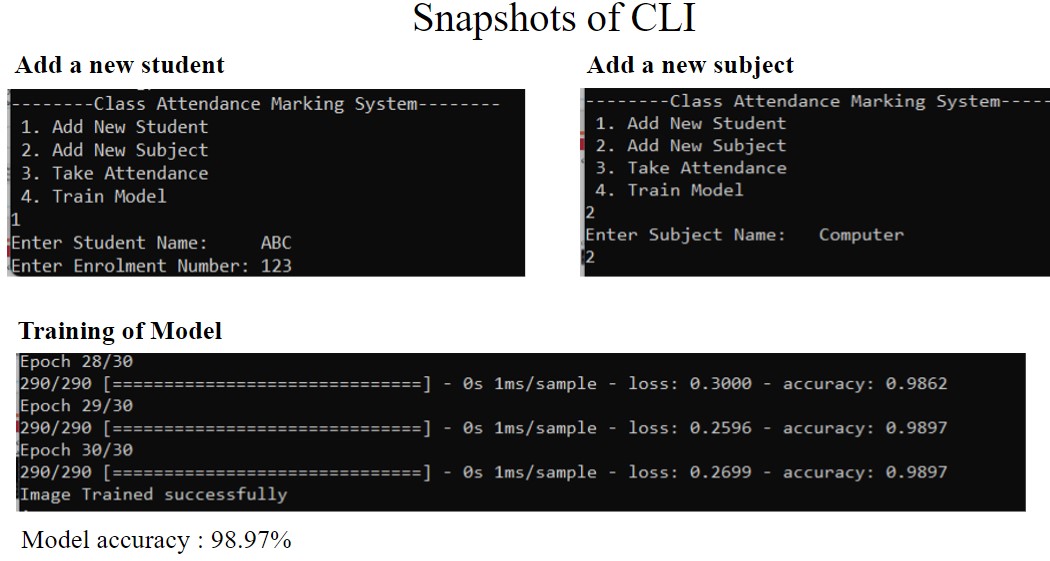 Snapshots of CLI
Add a new student
--------Class Attendance Marking System--------
1. Add New Student
2. Add New Subject
3. Take Attendance
4. Train Model
1
Enter Student Name: ABC
Enter Enrolment Number: 123
Add a new subject
--------Class Attendance Marking System-----
1. Add New Student
2. Add New Subject
3. Take Attendance
4. Train Model
2
Enter Subject Name: Computer
2
Training of Model
Epoch 28/30
290/290 [==============================] - 0s 1ms/sample - loss: 0.3000 - accuracy: 0.9862
Epoch 29/30
290/290 [==============================] - 0s 1ms/sample - loss: 0.2596 - accuracy: 0.9897
Epoch 30/30
290/290 [==============================] - 0s 1ms/sample - loss: 0.2699 - accuracy: 0.9897
Image Trained successfully
Model accuracy : 98.97%